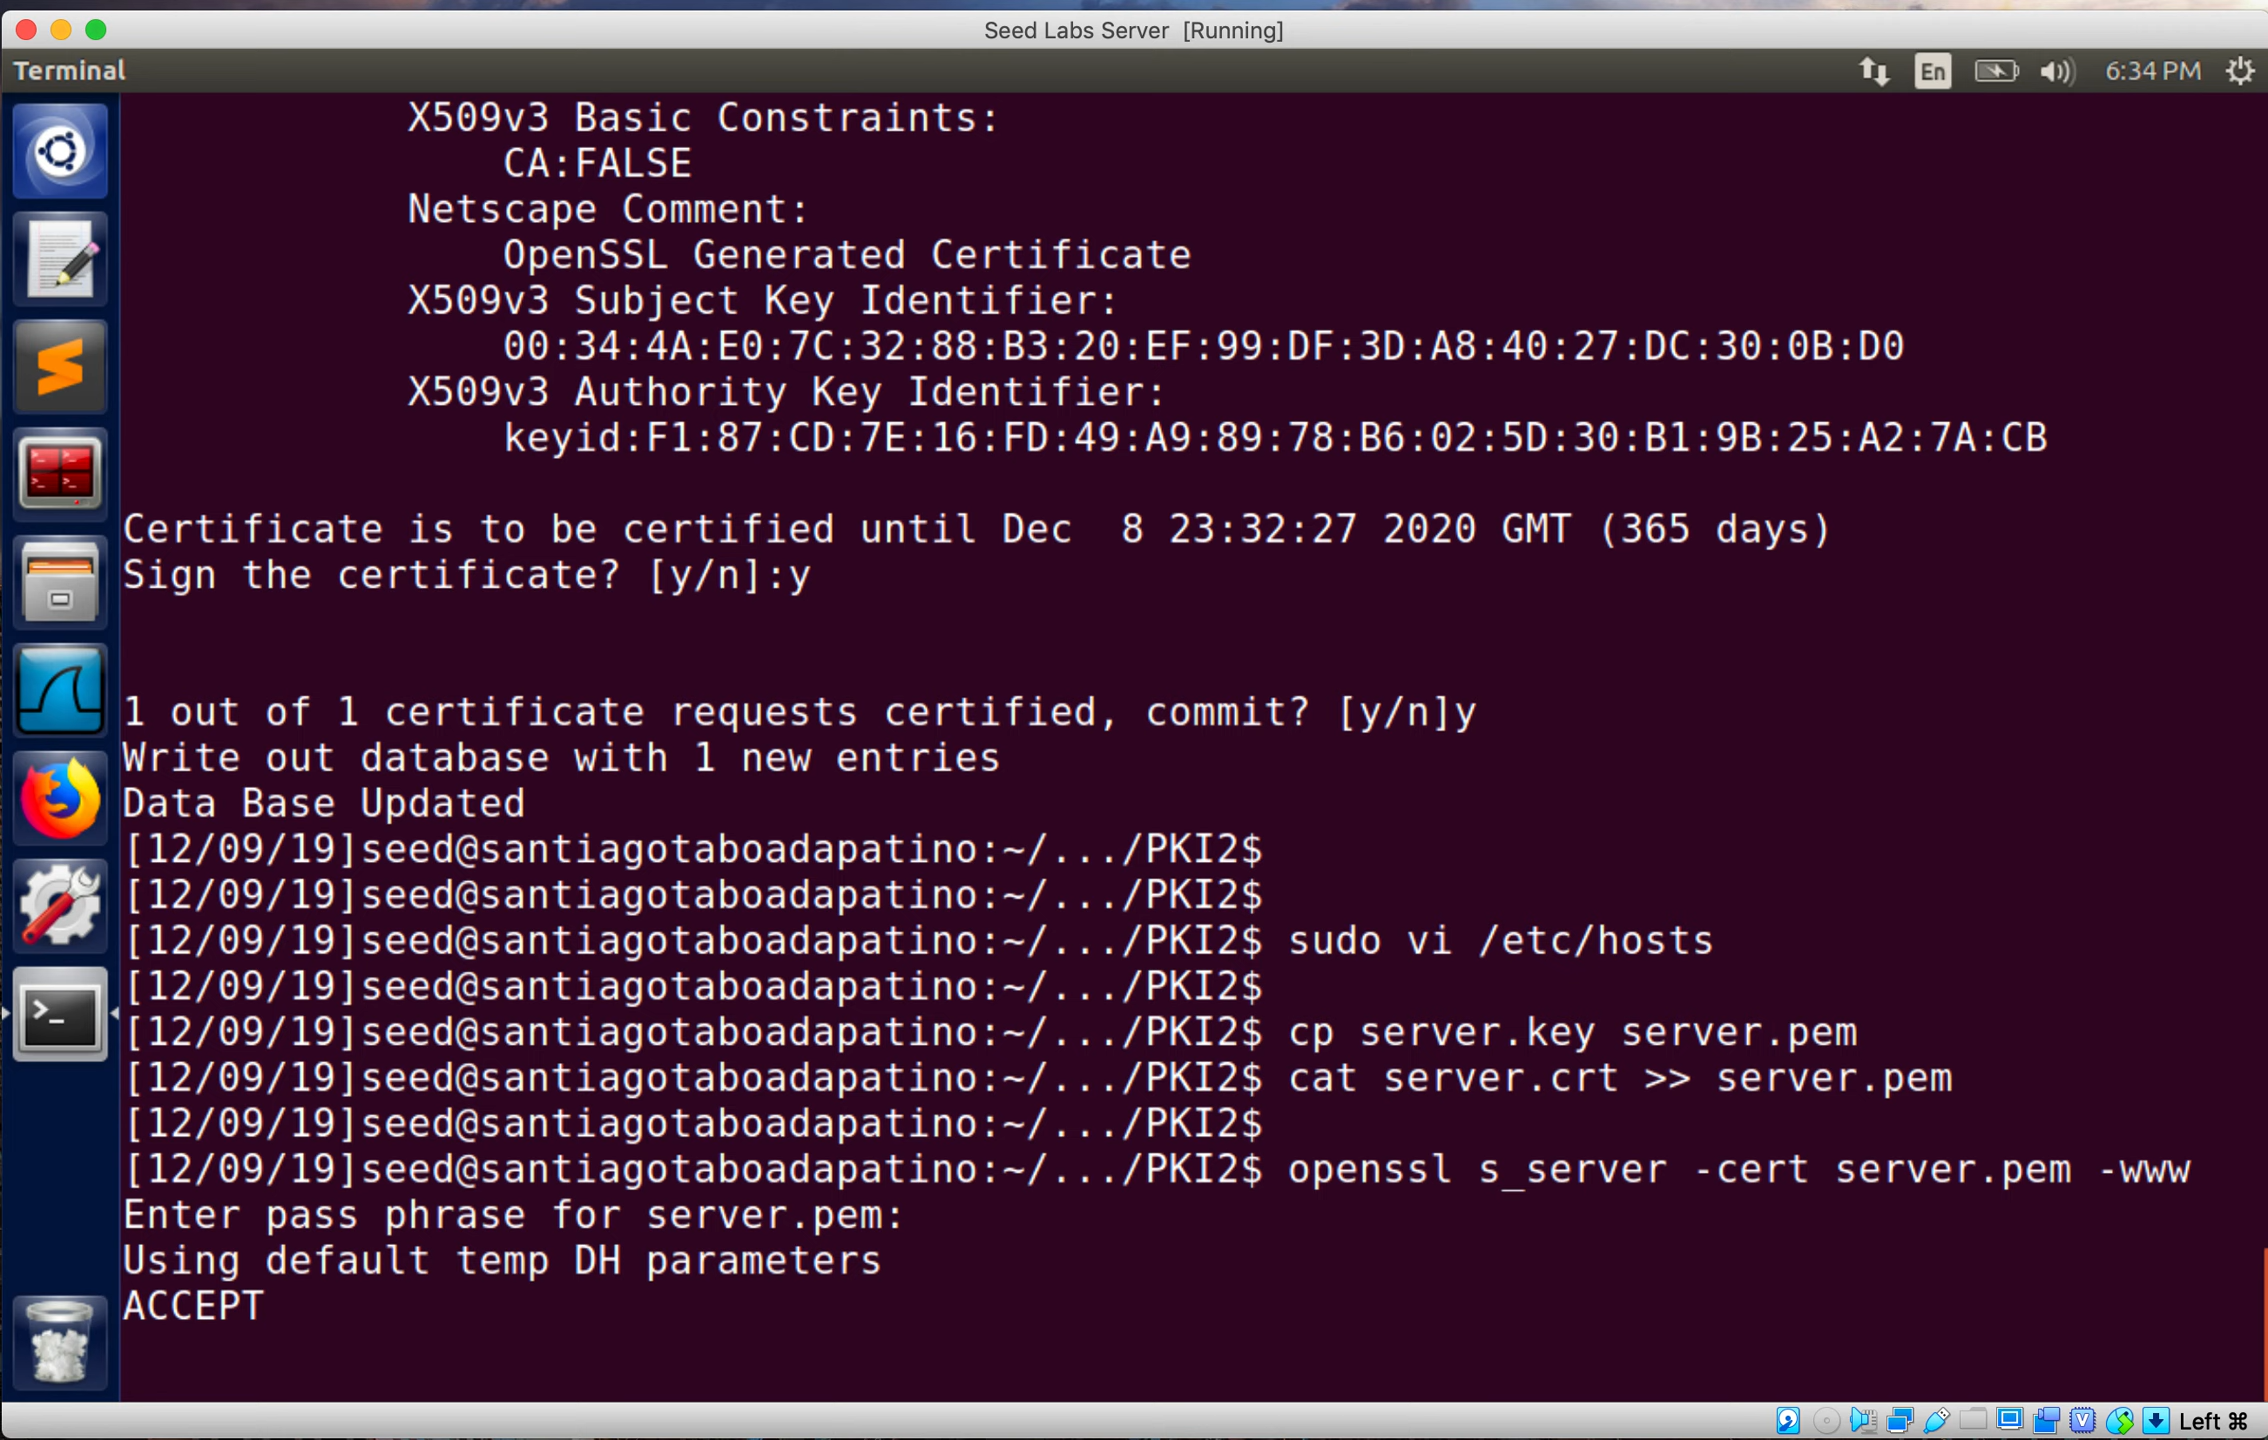 Seed Labs Server [Running]
Terminal
En
6:34 PM
X509v3 Basic Constraints:
CA:FALSE
Netscape Comment:
OpenSSL Generated Certificate
X509v3 Subject Key Identifier:
00:34:4A:E0:7C:32:88:B3:20:EF:99:DF:3D:A8:40:27:DC:30:0B:D0
X509v3 Authority Key Identifier:
keyid:F1:87:CD:7E:16:FD:49:A9:89:78:B6:02:5D:30:B1:9B:25:A2:7A:CB
Certificate is to be certified until Dec  8 23:32:27 2020 GMT (365 days)
Sign the certificate? [y/n]:y
1 out of 1 certificate requests certified, commit? [y/n]y
Write out database with 1 new entries
Data Base Updated
[12/09/19]seed@santiagotaboadapatino:~/.../PKI2$
[12/09/19]seed@santiagotaboadapatino:~/.../PKI2$
[12/09/19]seed@santiagotaboadapatino:~/.../PKI2$ sudo vi /etc/hosts
[12/09/19]seed@santiagotaboadapatino:~/.../PKI2$
[12/09/19]seed@santiagotaboadapatino:~/.../PKI2$ cp server.key server.pem
[12/09/19]seed@santiagotaboadapatino:~/.../PKI2$ cat server.crt >> server.pem
[12/09/19]seed@santiagotaboadapatino:~/.../PKI2$
[12/09/19]seed@santiagotaboadapatino:~/.../PKI2$ openssl s_server -cert server.pem -www
Enter pass phrase for server.pem:
Using default temp DH parameters
ACCEPT
Left ⌘